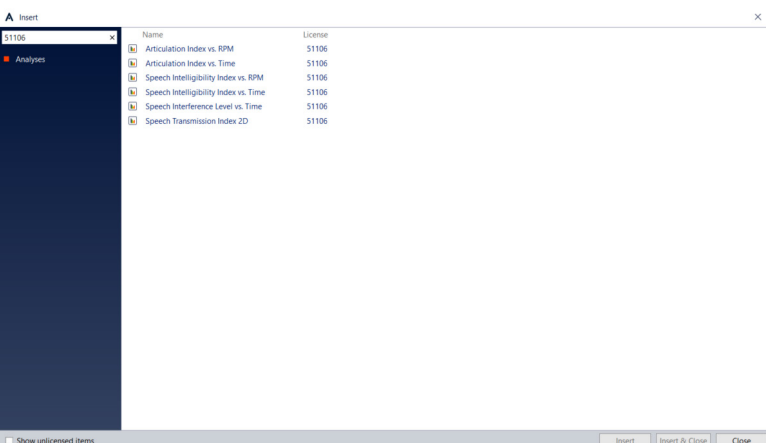 Insert
51106
Analyses
Name License
Articulation Index vs. RPM 51106
Articulation Index vs. Time 51106
Speech Intelligibility Index vs. RPM 51106
Speech Intelligibility Index vs. Time 51106
Speech Interference Level vs. Time 51106
Speech Transmission Index 2D 51106
Show unlicensed items Insert Insert & Close Close